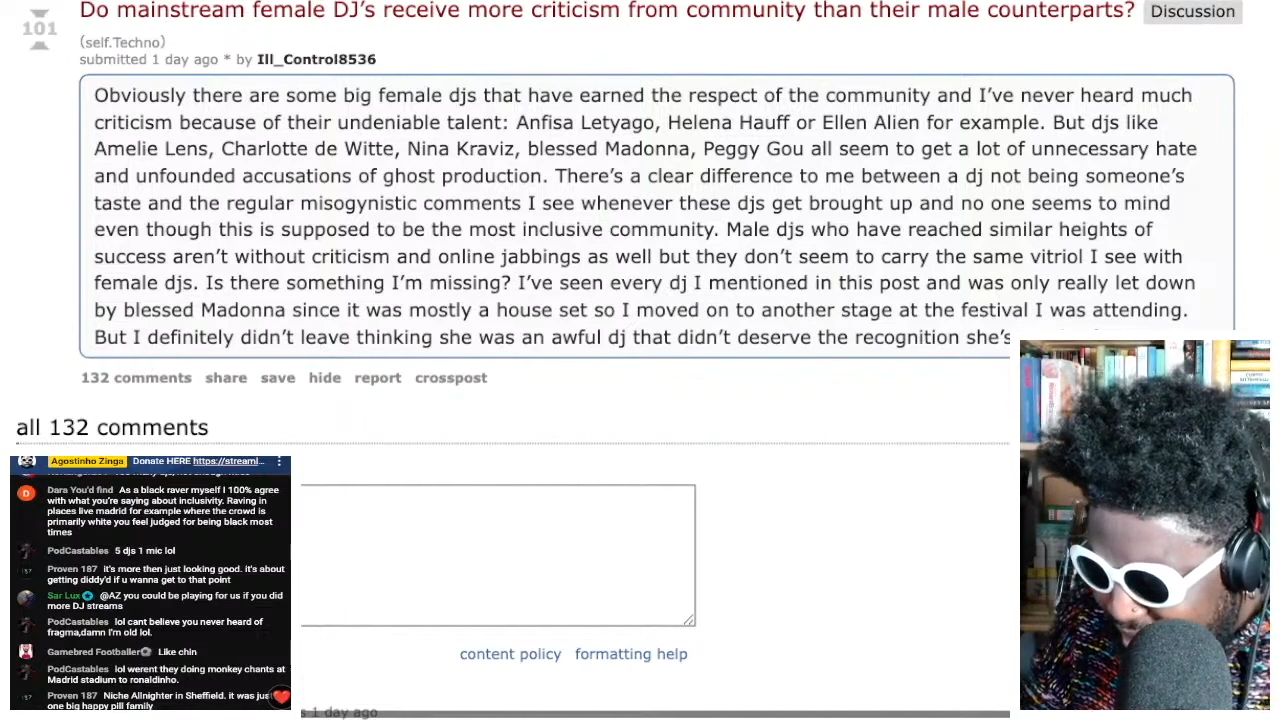 Do mainstream female DJ’s receive more criticism from community than their male counterparts? Discussion
101
(self.Techno)
submitted 1 day ago * by Ill_Control8536
Obviously there are some big female djs that have earned the respect of the community and I’ve never heard much
criticism because of their undeniable talent: Anfisa Letyago, Helena Hauff or Ellen Alien for example. But djs like
Amelie Lens, Charlotte de Witte, Nina Kraviz, blessed Madonna, Peggy Gou all seem to get a lot of unnecessary hate
and unfounded accusations of ghost production. There’s a clear difference to me between a dj not being someone’s
taste and the regular misogynistic comments I see whenever these djs get brought up and no one seems to mind
even though this is supposed to be the most inclusive community. Male djs who have reached similar heights of
success aren’t without criticism and online jabbings as well but they don’t seem to carry the same vitriol I see with
female djs. Is there something I’m missing? I’ve seen every dj I mentioned in this post and was only really let down
by blessed Madonna since it was mostly a house set so I moved on to another stage at the festival I was attending.
But I definitely didn’t leave thinking she was an awful dj that didn’t deserve the recognition she’s
132 comments share save hide report crosspost
all 132 comments
Agostinho Zinga Donate HERE https://streaml...
Dara You'd find As a black raver myself I 100% agree
with what you're saying about inclusivity. Raving in
places live madrid for example where the crowd is
primarily white you feel judged for being black most
times
PodCastables 5 djs 1 mic lol
Proven 187 it's more then just looking good. it's about
getting diddy'd if u wanna get to that point
Sar Lux @AZ you could be playing for us if you did
more DJ streams
PodCastables lol cant believe you never heard of
fragma,damn I'm old lol.
Gamebred Footballer Like chin
PodCastables lol werent they doing monkey chants at
Madrid stadium to ronaldinho.
Proven 187 Niche Allnighter in Sheffield. it was jus
one big happy pill family
content policy formatting help
s 1 day ago